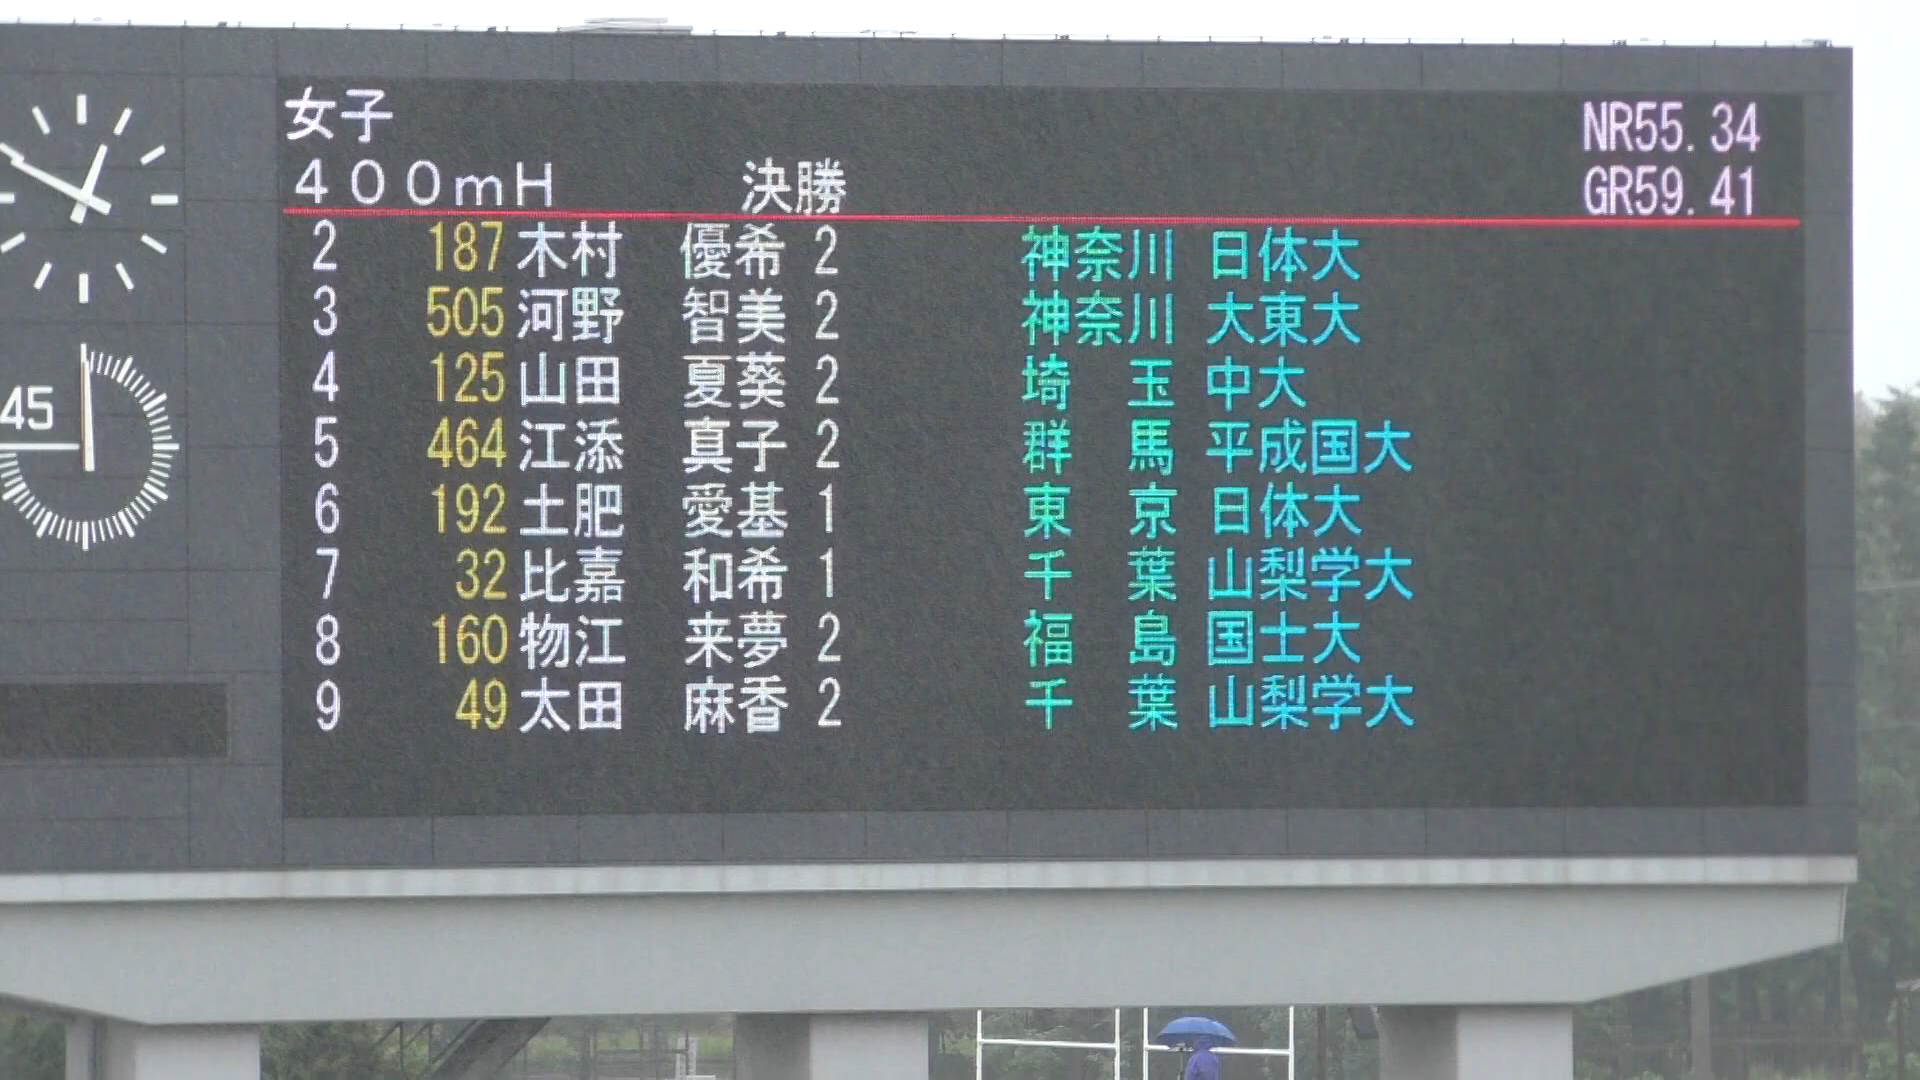 女子 NR55.34
400mH 決勝 GR59.41
2 187 木村 優希 2 神奈川 日体大
3 505 河野 智美 2 神奈川 大東大
4 125 山田 夏葵 2 埼玉 中大
5 464 江添 真子 2 群馬 平成国大
6 192 土肥 愛基 1 東京 日体大
7 32 比嘉 和希 1 千葉 山梨学大
8 160 物江 来夢 2 福島 国士大
9 49 太田 麻香 2 千葉 山梨学大
45